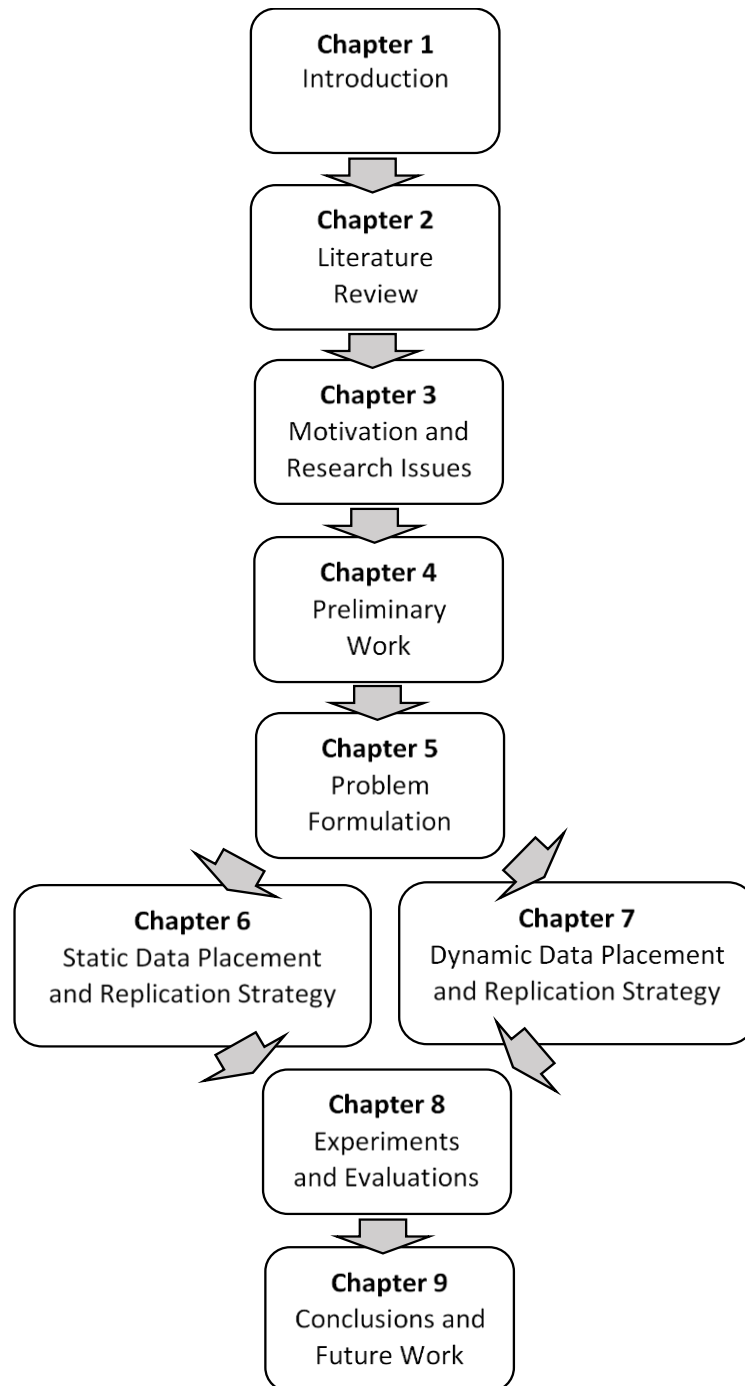 Chapter 1
Introduction
Chapter 2
Literature
Review
Chapter 3
Motivation and
Research Issues
Chapter 4
Preliminary
Work
Chapter 5
Problem
Formulation
Chapter 6
Static Data Placement
and Replication Strategy
Chapter 7
Dynamic Data Placement
and Replication Strategy
Chapter 8
Experiments
and Evaluations
Chapter 9
Conclusions and
Future Work